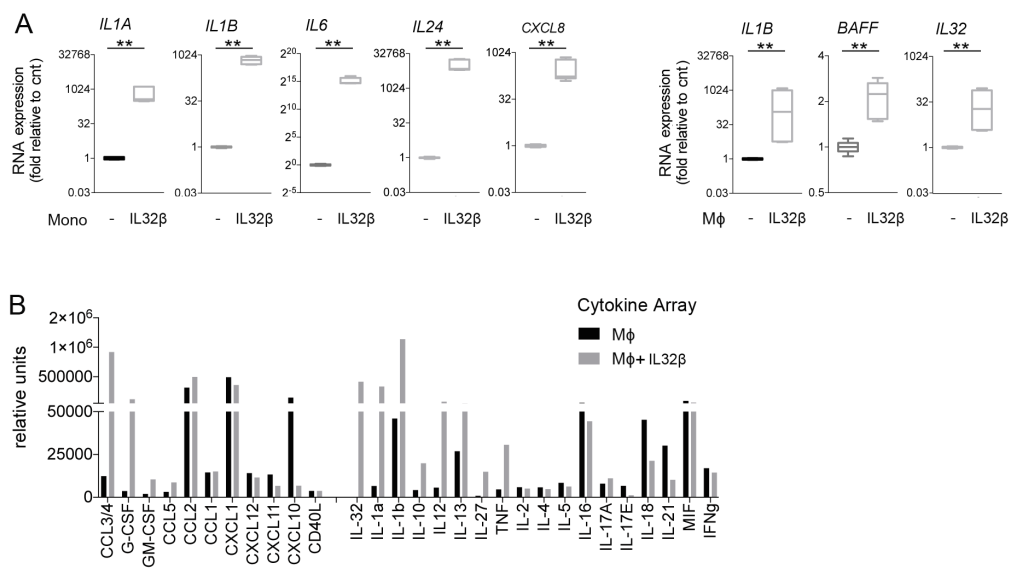 A
IL1A IL1B IL6 IL24 CXCL8 IL1B BAFF IL32
** ** ** ** ** ** ** **
RNA expression
(fold relative to cnt)
32768
1024
32
1
0.03
1024
32
1
0.03
2^20
2^15
2^10
2^5
2^0
2^-5
32768
1024
32
1
0.03
1024
32
1
0.03
RNA expression
(fold relative to cnt)
32768
1024
32
1
0.03
4
2
1
0.5
1024
32
1
0.03
Mono - IL32β - IL32β - IL32β - IL32β - IL32β
Mϕ - IL32β - IL32β - IL32β
B
Cytokine Array
Mϕ
Mϕ+ IL32β
relative units
2×10^6
1×10^6
500000
50000
25000
0
CCL3/4
G-CSF
GM-CSF
CCL5
CCL2
CCL1
CXCL1
CXCL12
CXCL11
CXCL10
CD40L
IL-32
IL-1a
IL-1b
IL-10
IL12
IL-13
IL-27
TNF
IL-2
IL-4
IL-5
IL-16
IL-17A
IL-17E
IL-18
IL-21
MIF
IFNg